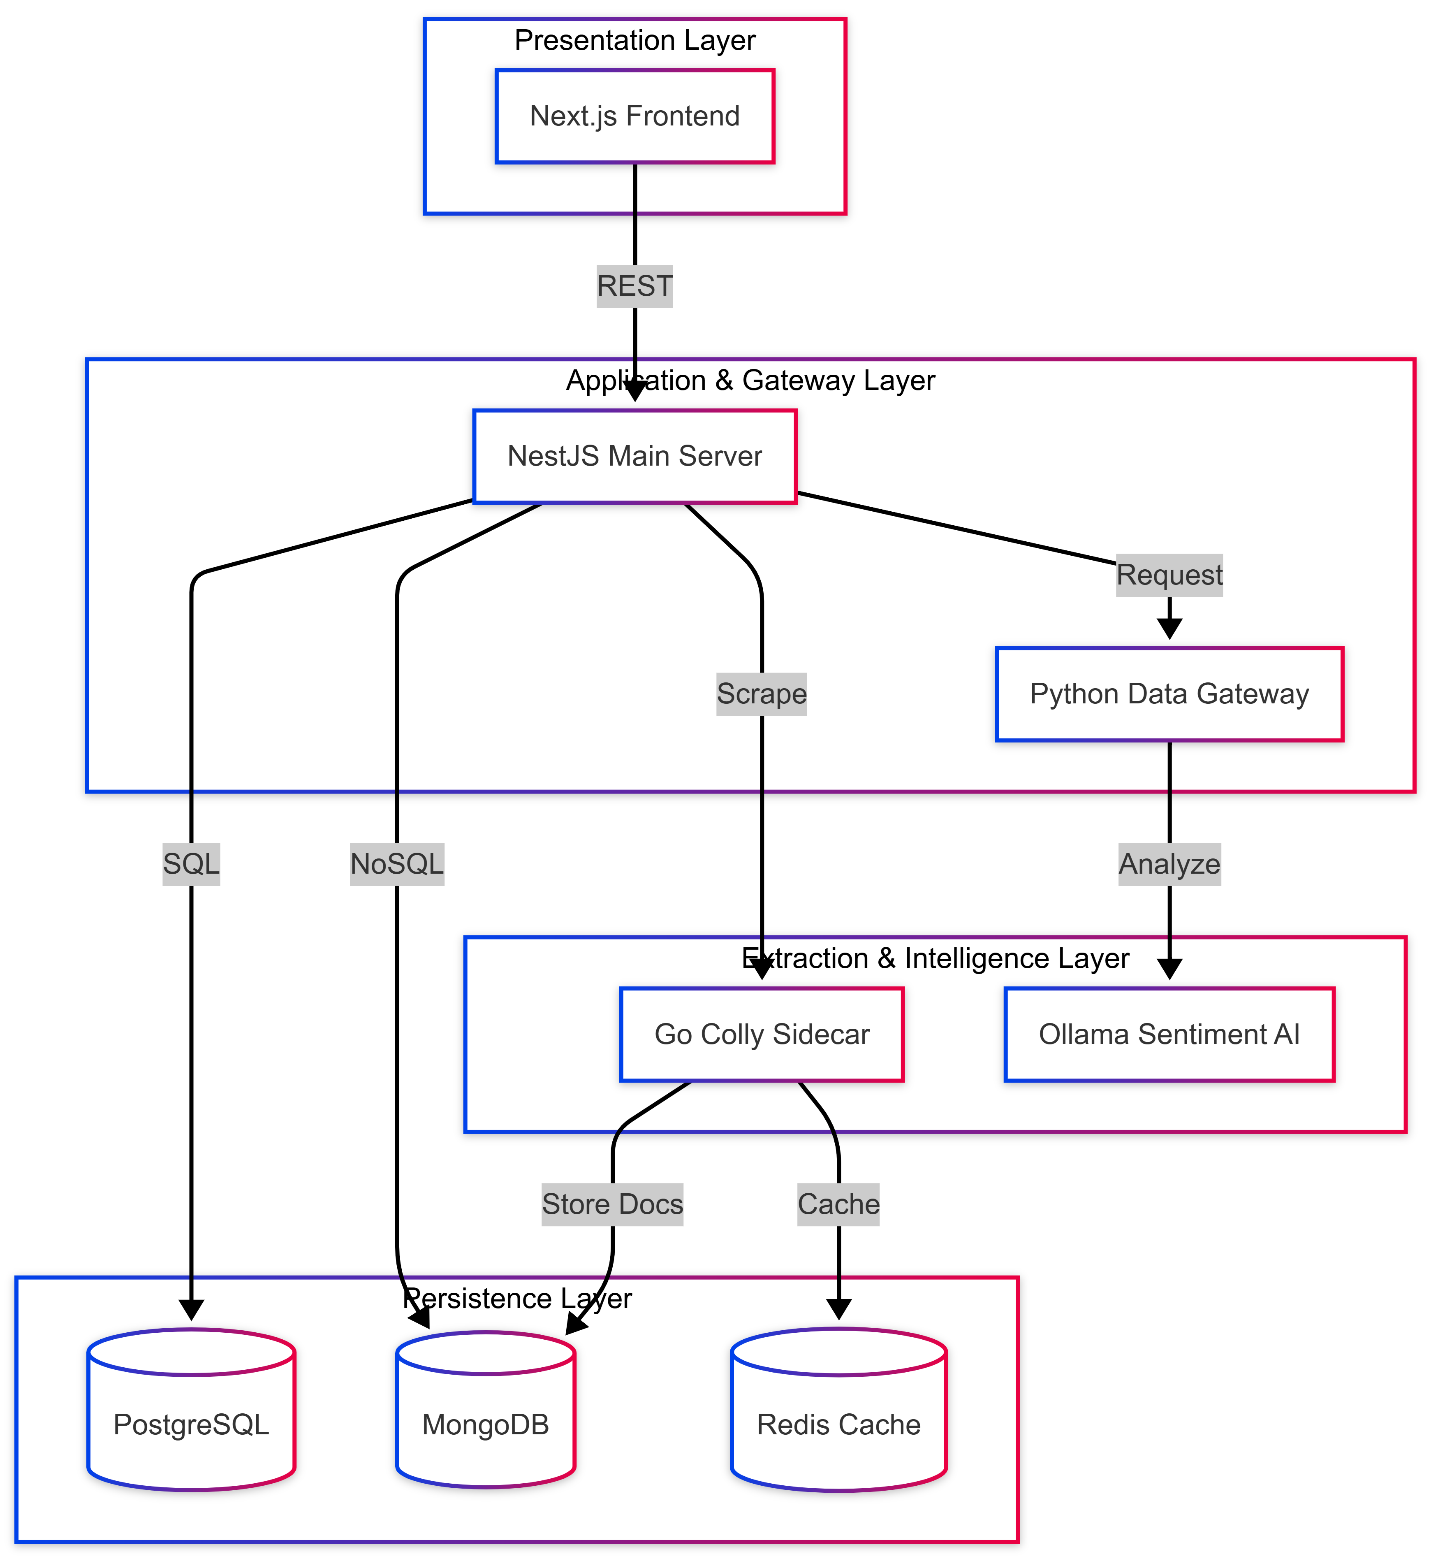 Presentation Layer
Next.js Frontend
REST
Application & Gateway Layer
NestJS Main Server
Request
Scrape
Python Data Gateway
SQL
NoSQL
Analyze
Extraction & Intelligence Layer
Go Colly Sidecar
Ollama Sentiment AI
Store Docs
Cache
Persistence Layer
PostgreSQL
MongoDB
Redis Cache